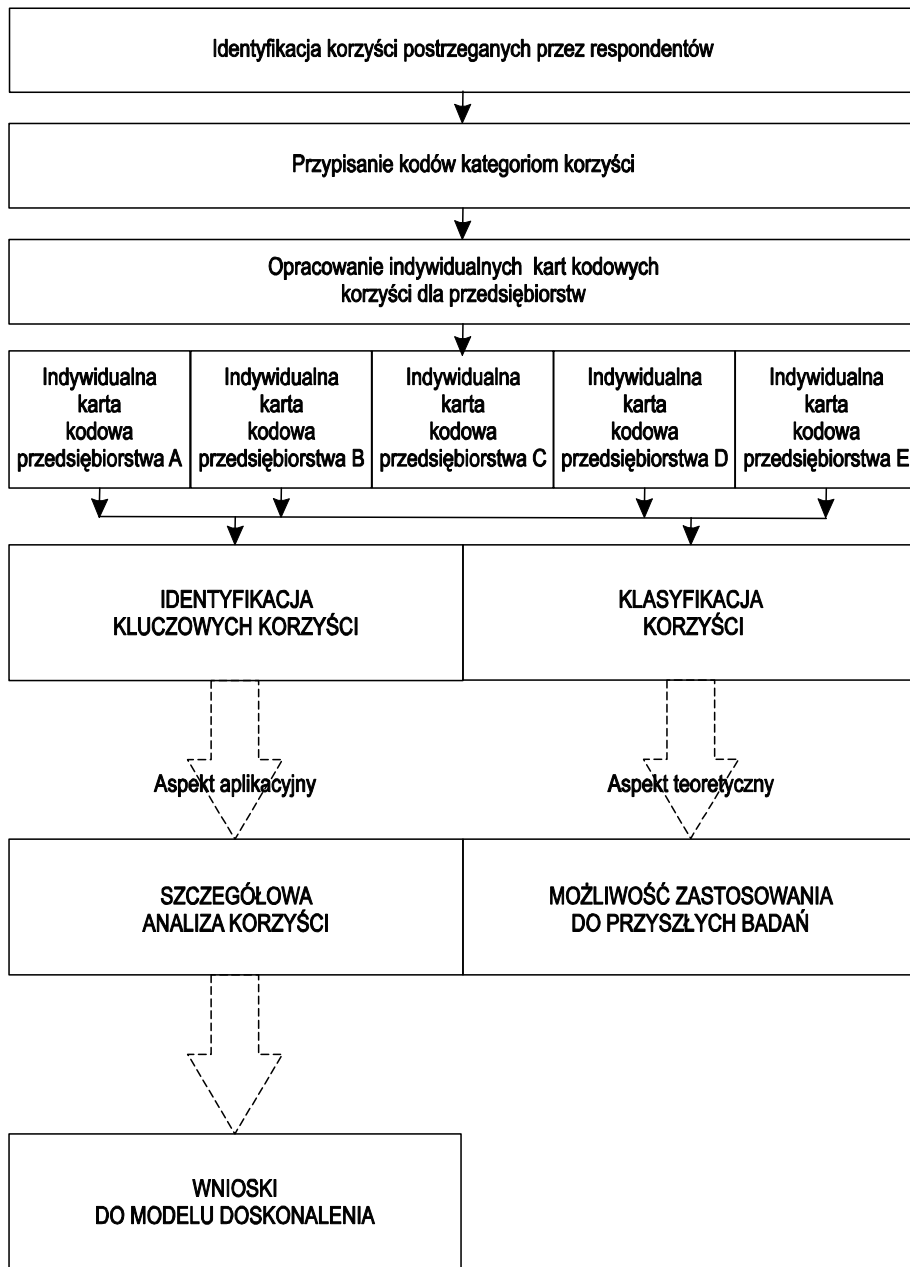 Identyfikacja korzyści postrzeganych przez respondentów
Przypisanie kodów kategoriom korzyści
Opracowanie indywidualnych kart kodowych
korzyści dla przedsiębiorstw
Indywidualna
karta
kodowa
przedsiębiorstwa A
Indywidualna
karta
kodowa
przedsiębiorstwa B
Indywidualna
karta
kodowa
przedsiębiorstwa C
Indywidualna
karta
kodowa
przedsiębiorstwa D
Indywidualna
karta
kodowa
przedsiębiorstwa E
IDENTYFIKACJA
KLUCZOWYCH KORZYŚCI
KLASYFIKACJA
KORZYŚCI
Aspekt aplikacyjny
Aspekt teoretyczny
SZCZEGÓŁOWA
ANALIZA KORZYŚCI
MOŻLIWOŚĆ ZASTOSOWANIA
DO PRZYSZŁYCH BADAŃ
WNIOSKI
DO MODELU DOSKONALENIA